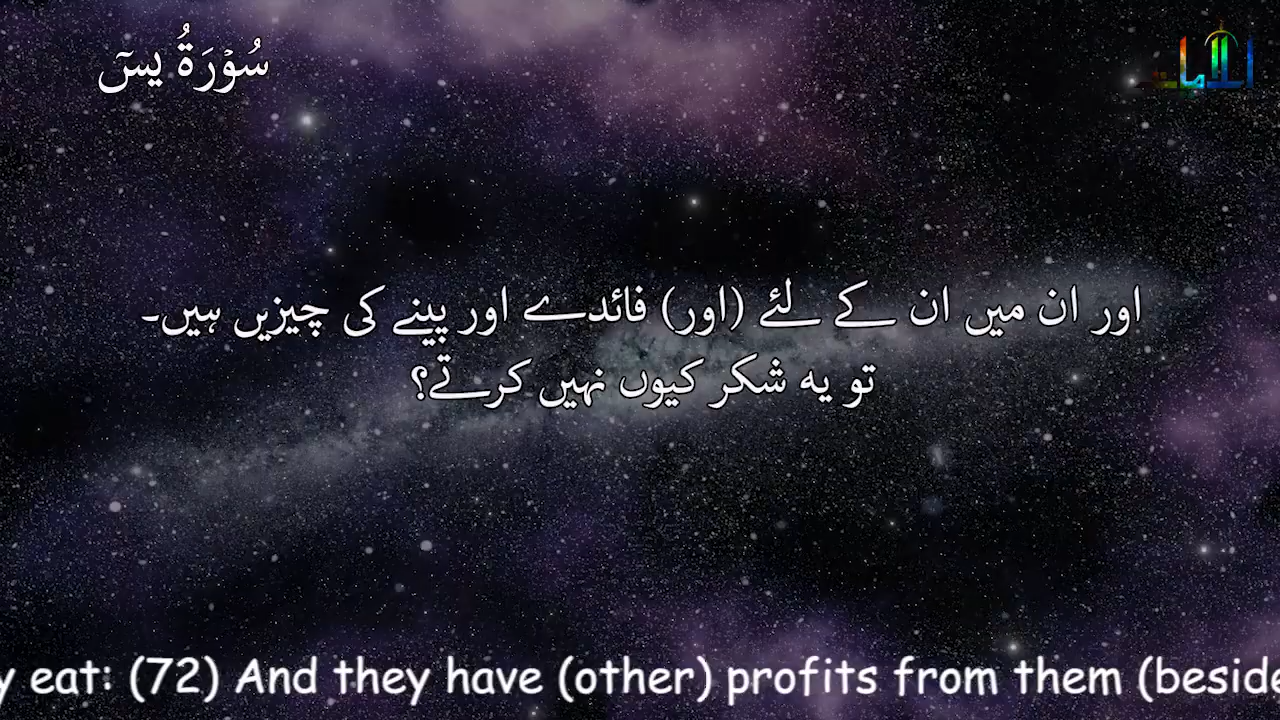 سُوۡرَةُ يسٓ
اور ان میں ان کے لئے (اور) فائدے اور پینے کی چیزیں ہیں۔
تو یہ شکر کیوں نہیں کرتے؟
y eat: (72) And they have (other) profits from them (beside